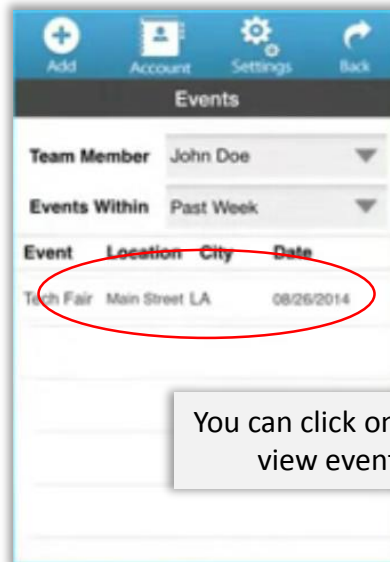 Add Account Settings Back
Events
Team Member John Doe
Events Within Past Week
Event Location City Date
Tech Fair Main Street LA 08/26/2014
You can click on
view event